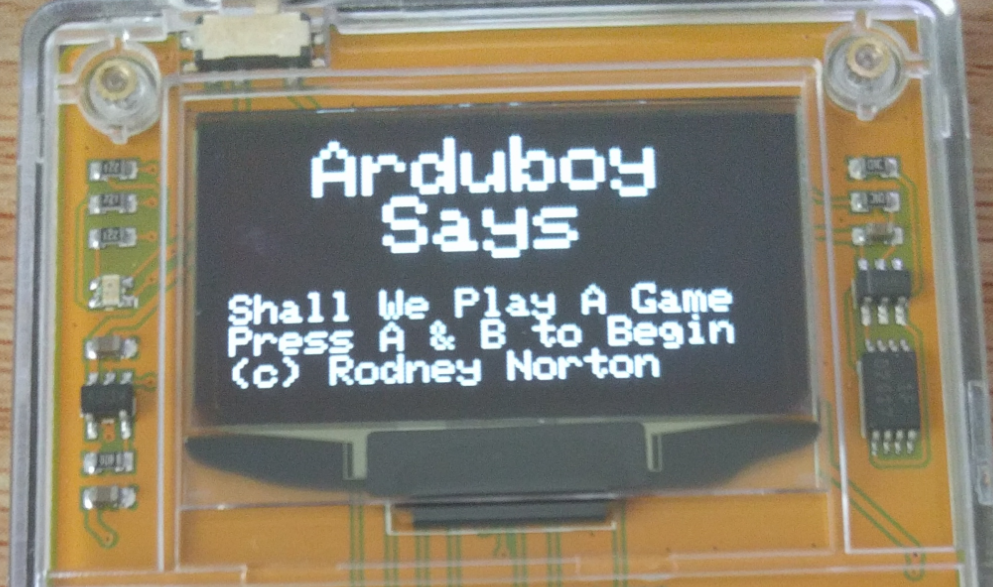 Arduboy
Says
Shall We Play A Game
Press A & B to Begin
(c) Rodney Norton